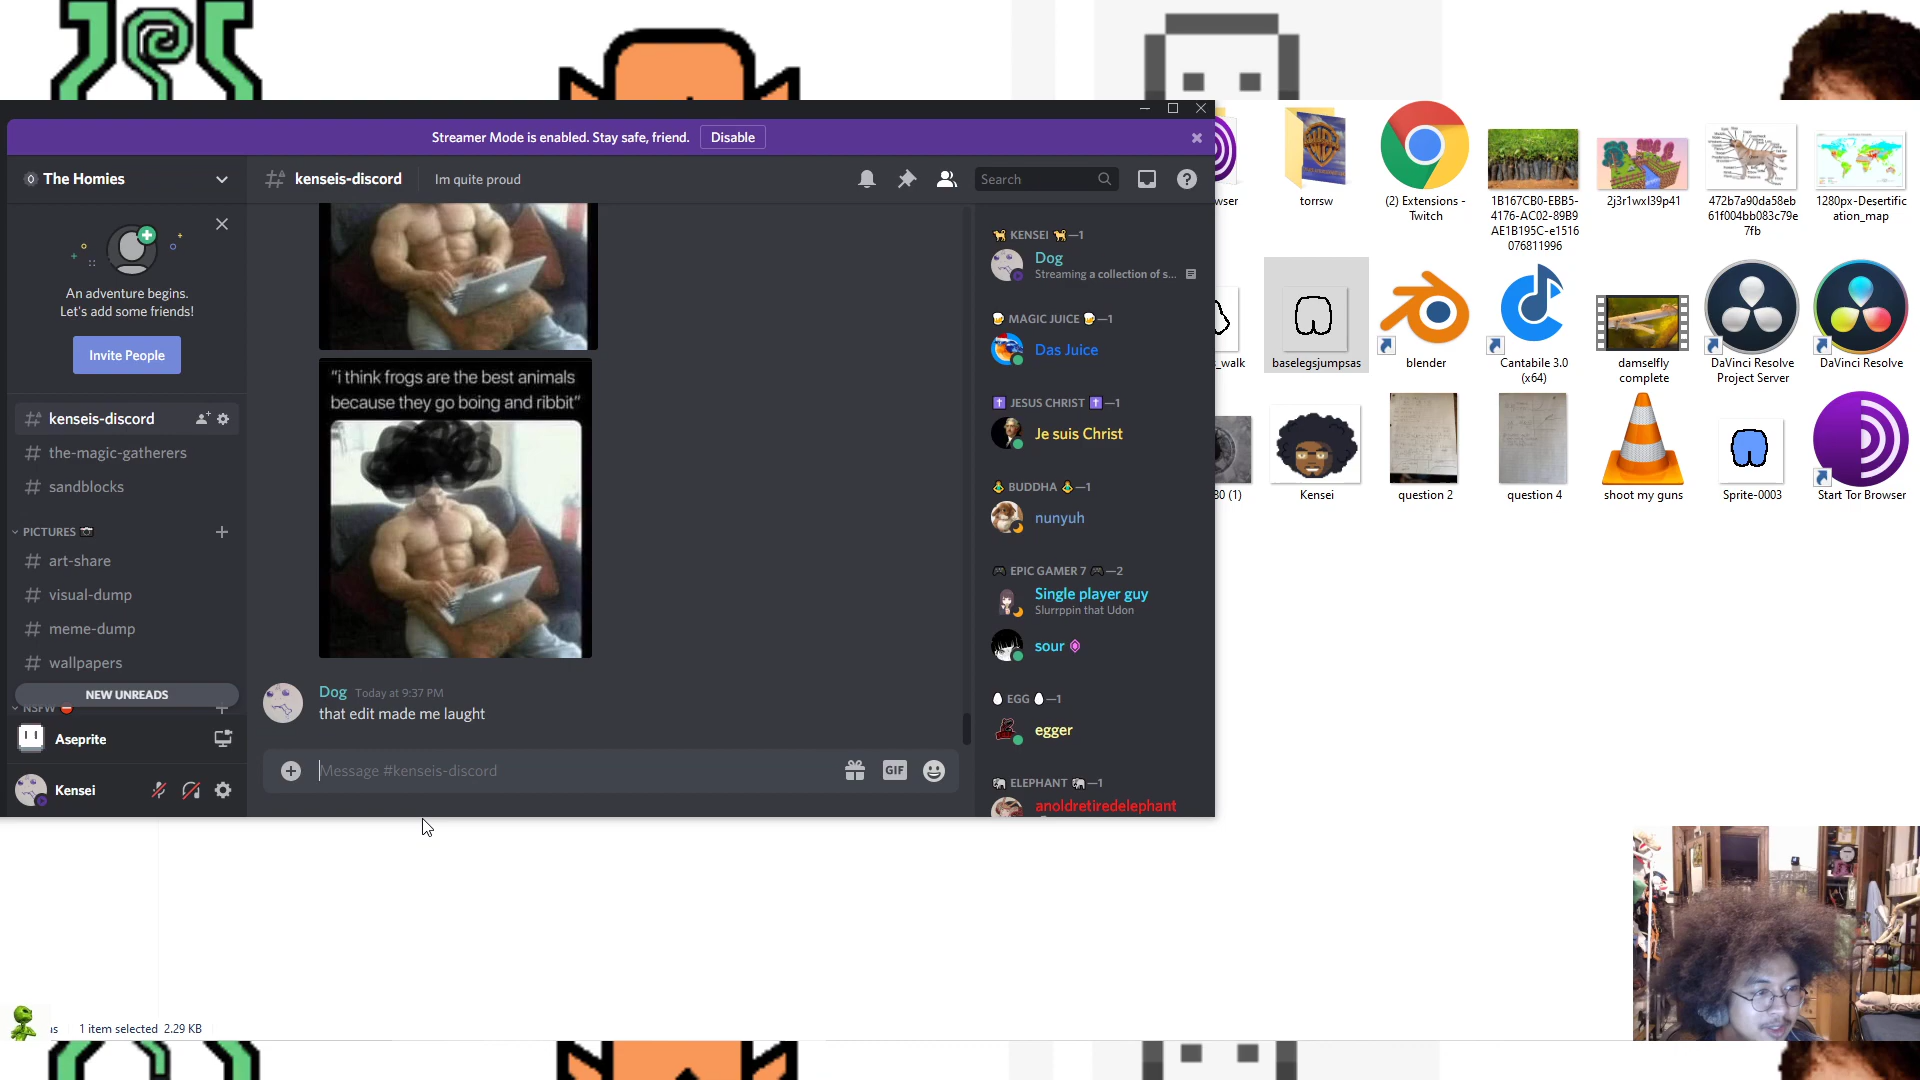 Streamer Mode is enabled. Stay safe, friend.
Disable
The Homies
kenseis-discord
Im quite proud
Search
An adventure begins.
Let's add some friends!
Invite People
kenseis-discord
the-magic-gatherers
sandblocks
PICTURES
art-share
visual-dump
meme-dump
wallpapers
NEW UNREADS
NSFW
Aseprite
Kensei
"i think frogs are the best animals
because they go boing and ribbit"
Dog Today at 9:37 PM
that edit made me laught
Message #kenseis-discord
GIF
KENSEI —1
Dog
Streaming a collection of s...
MAGIC JUICE —1
Das Juice
JESUS CHRIST —1
Je suis Christ
BUDDHA —1
nunyuh
EPIC GAMER 7 —2
Single player guy
Slurrppin that Udon
sour
EGG —1
egger
ELEPHANT —1
anoldretiredelephant
wser
torrsw
(2) Extensions -
Twitch
1B167CB0-EBB5-
4176-AC02-89B9
AE1B195C-e1516
076811996
2j3r1wxl39p41
472b7a90da58eb
61f004bb083c79e
7fb
1280px-Desertific
ation_map
_walk
baselegsjumpsas
blender
Cantabile 3.0
(x64)
damselfly
complete
DaVinci Resolve
Project Server
DaVinci Resolve
80 (1)
Kensei
question 2
question 4
shoot my guns
Sprite-0003
Start Tor Browser
1 item selected 2.29 KB